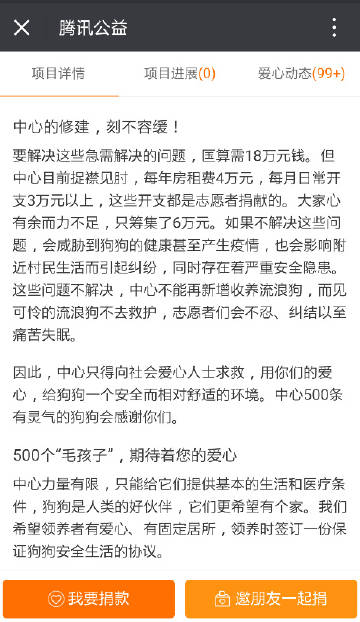 腾讯公益
项目详情 项目进展(0) 爱心动态(99+)
中心的修建，刻不容缓！
要解决这些急需解决的问题，匡算需18万元钱。但
中心目前捉襟见肘，每年房租费4万元，每月日常开
支3万元以上，这些开支都是志愿者捐献的。大家心
有余而力不足，只筹集了6万元。如果不解决这些问
题，会威胁到狗狗的健康甚至产生疫情，也会影响附
近村民生活而引起纠纷，同时存在着严重安全隐患。
这些问题不解决，中心不能再新增收养流浪狗，而见
可怜的流浪狗不去救护，志愿者们会不忍、纠结以至
痛苦失眠。
因此，中心只得向社会爱心人士求救，用你们的爱
心，给狗狗一个安全而相对舒适的环境。中心500条
有灵气的狗狗会感谢你们。
500个“毛孩子”，期待着您的爱心
中心力量有限，只能给它们提供基本的生活和医疗条
件，狗狗是人类的好伙伴，它们更希望有个家。我们
希望领养者有爱心、有固定居所，领养时签订一份保
证狗狗安全生活的协议。
我要捐款 邀朋友一起捐